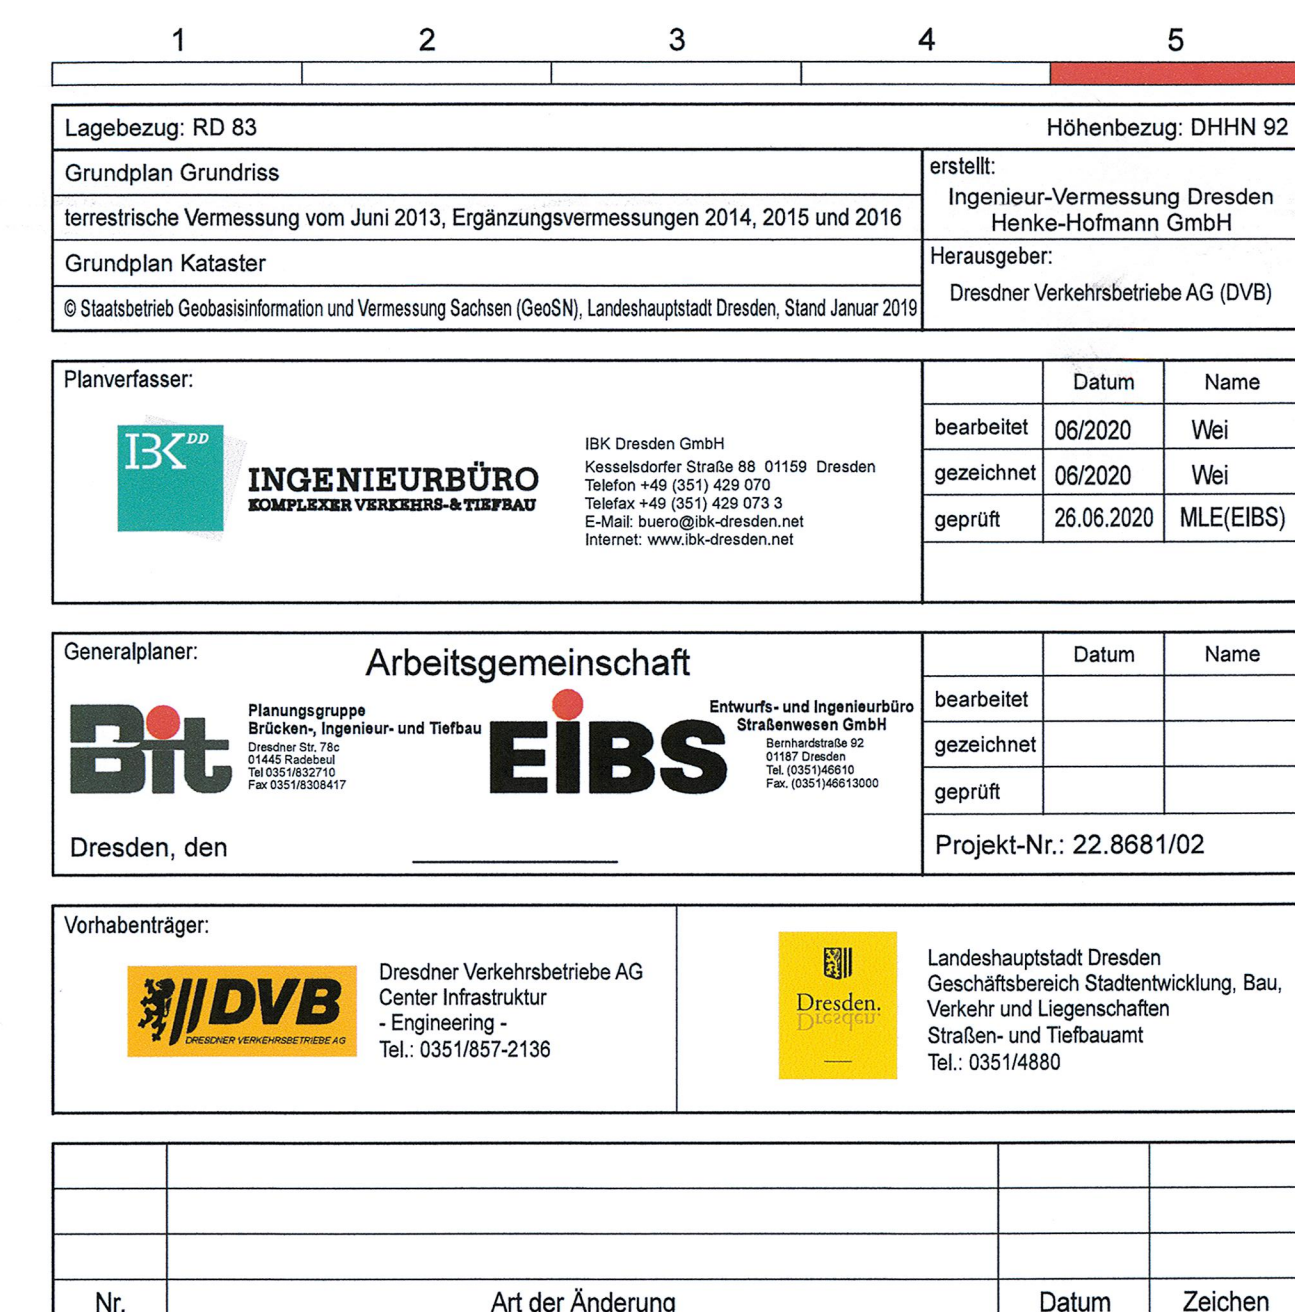 1 2 3 4 5
Lagebezug: RD 83 Höhenbezug: DHHN 92
Grundplan Grundriss
terrestrische Vermessung vom Juni 2013, Ergänzungsvermessungen 2014, 2015 und 2016
Grundplan Kataster
© Staatsbetrieb Geobasisinformation und Vermessung Sachsen (GeoSN), Landeshauptstadt Dresden, Stand Januar 2019
erstellt:
Ingenieur-Vermessung Dresden
Henke-Hofmann GmbH
Herausgeber:
Dresdner Verkehrsbetriebe AG (DVB)
Planverfasser:
IBK DD
INGENIEURBÜRO
KOMPLEXER VERKEHRS-& TIEFBAU
IBK Dresden GmbH
Kesselsdorfer Straße 88 01159 Dresden
Telefon +49 (351) 429 070
Telefax +49 (351) 429 073 3
E-Mail: buero@ibk-dresden.net
Internet: www.ibk-dresden.net
Datum Name
bearbeitet 06/2020 Wei
gezeichnet 06/2020 Wei
geprüft 26.06.2020 MLE(EIBS)
Generalplaner:
Arbeitsgemeinschaft
Bit
Planungsgruppe
Brücken-, Ingenieur- und Tiefbau
Dresdner Str. 78c
01445 Radebeul
Tel 0351/832710
Fax 0351/8308417
EiBS
Entwurfs- und Ingenieurbüro
Straßenwesen GmbH
Bernhardstraße 92
01187 Dresden
Tel. (0351)46610
Fax. (0351)46613000
Dresden, den
Datum Name
bearbeitet
gezeichnet
geprüft
Projekt-Nr.: 22.8681/02
Vorhabenträger:
DVB
DRESDNER VERKEHRSBETRIEBE AG
Dresdner Verkehrsbetriebe AG
Center Infrastruktur
- Engineering -
Tel.: 0351/857-2136
Dresden.
Dresden.
Landeshauptstadt Dresden
Geschäftsbereich Stadtentwicklung, Bau,
Verkehr und Liegenschaften
Straßen- und Tiefbauamt
Tel.: 0351/4880
Nr. Art der Änderung Datum Zeichen